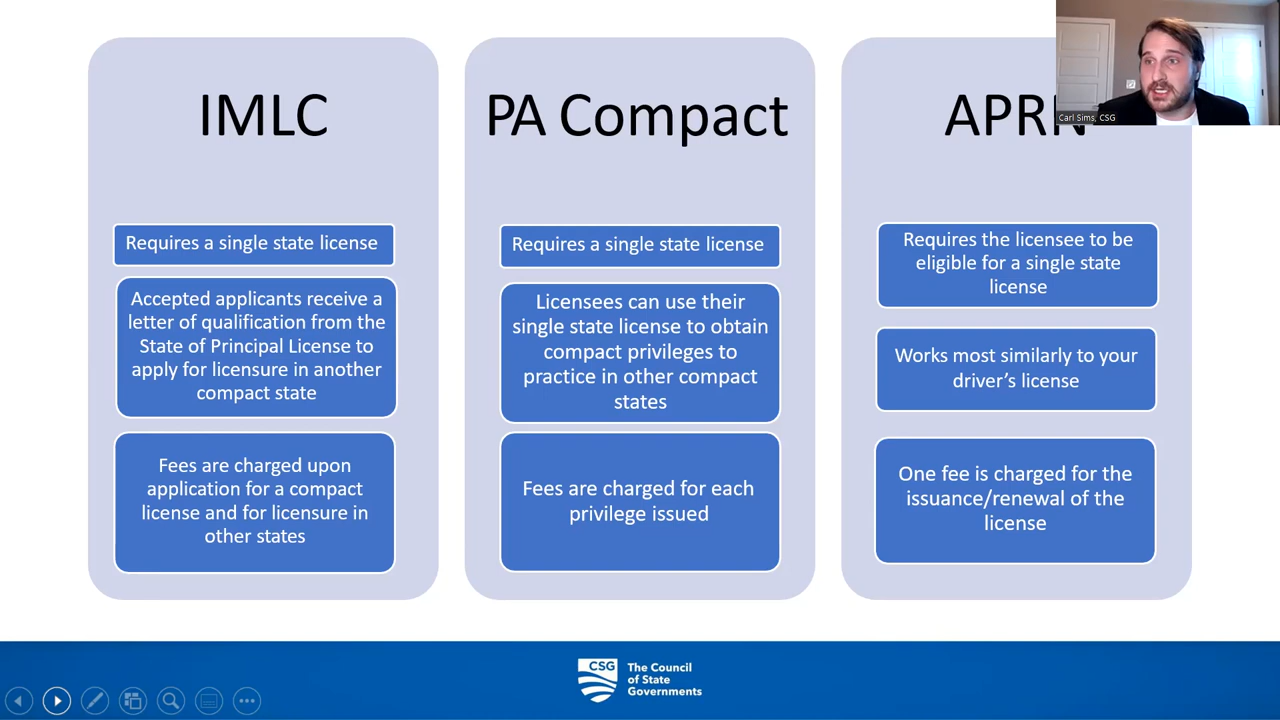 IMLC
Requires a single state license
Accepted applicants receive a
letter of qualification from the
State of Principal License to
apply for licensure in another
compact state
Fees are charged upon
application for a compact
license and for licensure in
other states
PA Compact
Requires a single state license
Licensees can use their
single state license to obtain
compact privileges to
practice in other compact
states
Fees are charged for each
privilege issued
APRN
Requires the licensee to be
eligible for a single state
license
Works most similarly to your
driver’s license
One fee is charged for the
issuance/renewal of the
license
Carl Sims, CSG
CSG
The Council
of State
Governments